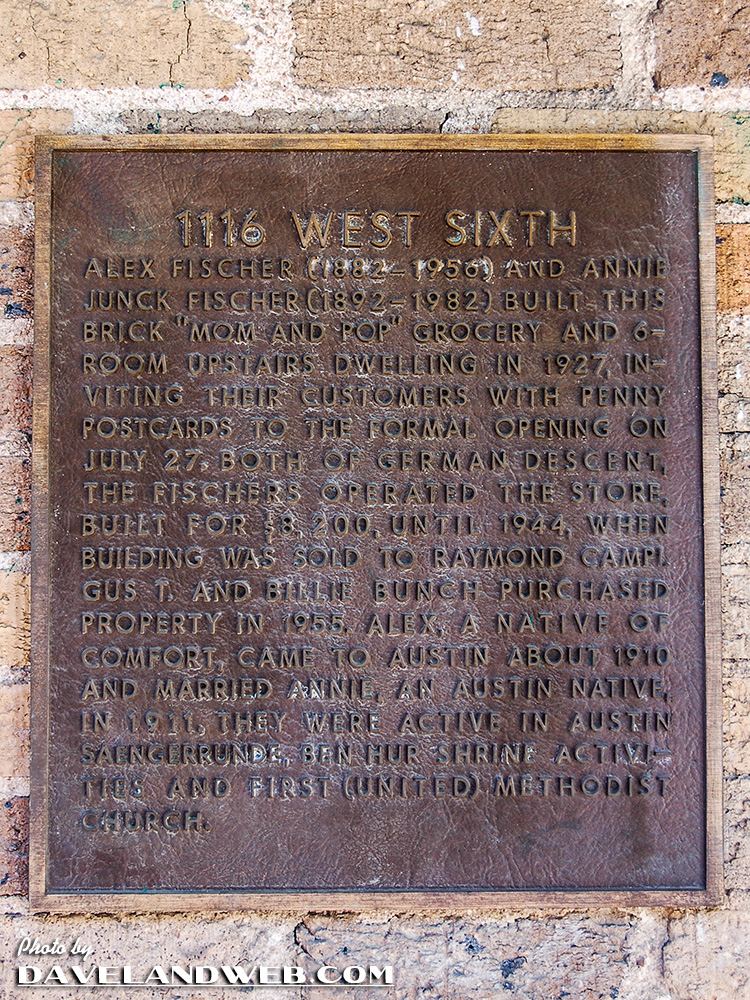 1116 WEST SIXTH
ALEX FISCHER (1882-1956) AND ANNIE
JUNCK FISCHER (1892-1982) BUILT THIS
BRICK "MOM AND POP" GROCERY AND 6-
ROOM UPSTAIRS DWELLING IN 1927, IN-
VITING THEIR CUSTOMERS WITH PENNY
POSTCARDS TO THE FORMAL OPENING ON
JULY 27. BOTH OF GERMAN DESCENT,
THE FISCHERS OPERATED THE STORE,
BUILT FOR $8,200, UNTIL 1944, WHEN
BUILDING WAS SOLD TO RAYMOND CAMPI.
GUS T. AND BILLIE BUNCH PURCHASED
PROPERTY IN 1955. ALEX, A NATIVE OF
COMFORT, CAME TO AUSTIN ABOUT 1910
AND MARRIED ANNIE, AN AUSTIN NATIVE,
IN 1911. THEY WERE ACTIVE IN AUSTIN
SAENGERRUNDE, BEN HUR SHRINE ACTIVI-
TIES AND FIRST (UNITED) METHODIST
CHURCH.
Photo by
DAVELANDWEB.COM